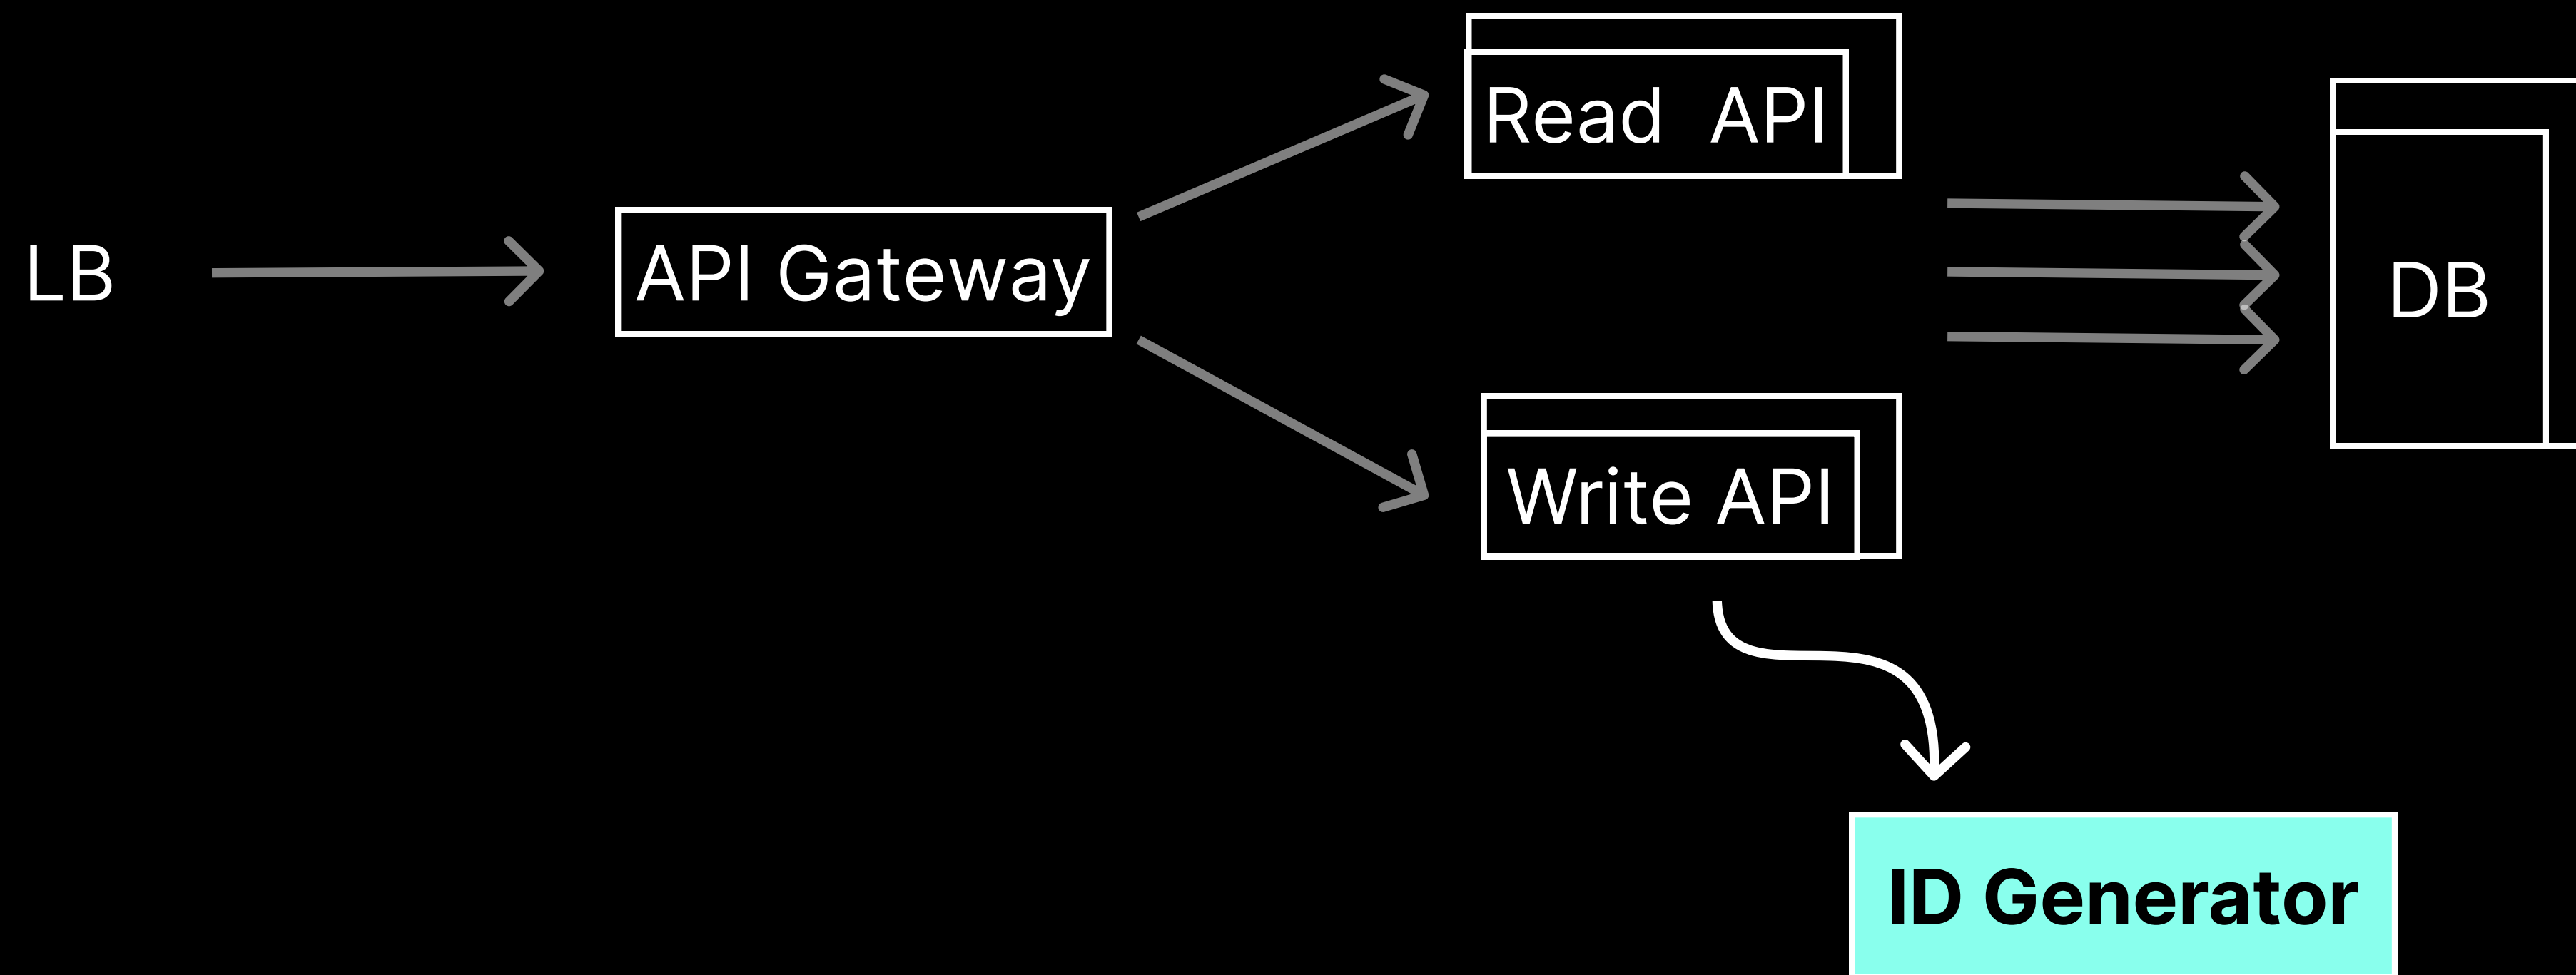 Read API
LB
API Gateway
DB
Write API
ID Generator